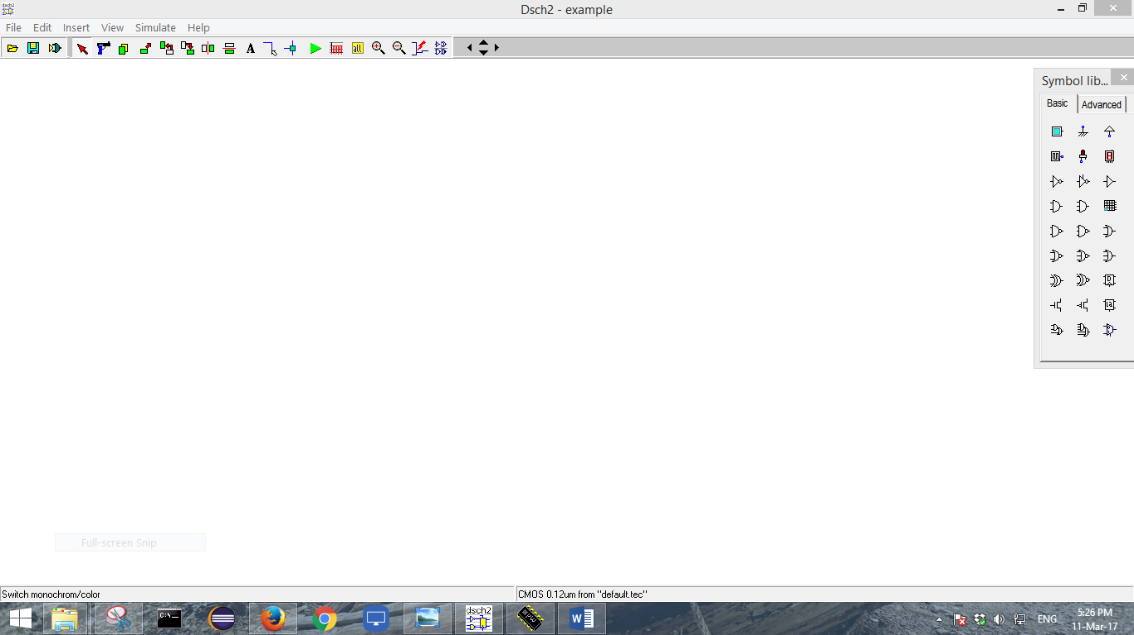 Dsch2 - example
File Edit Insert View Simulate Help
Symbol lib...
Basic Advanced
Full-screen Snip
Switch monochrom/color
CMOS 0.12um from "default.tec"
dsch2
ENG
5:26 PM
11-Mar-17